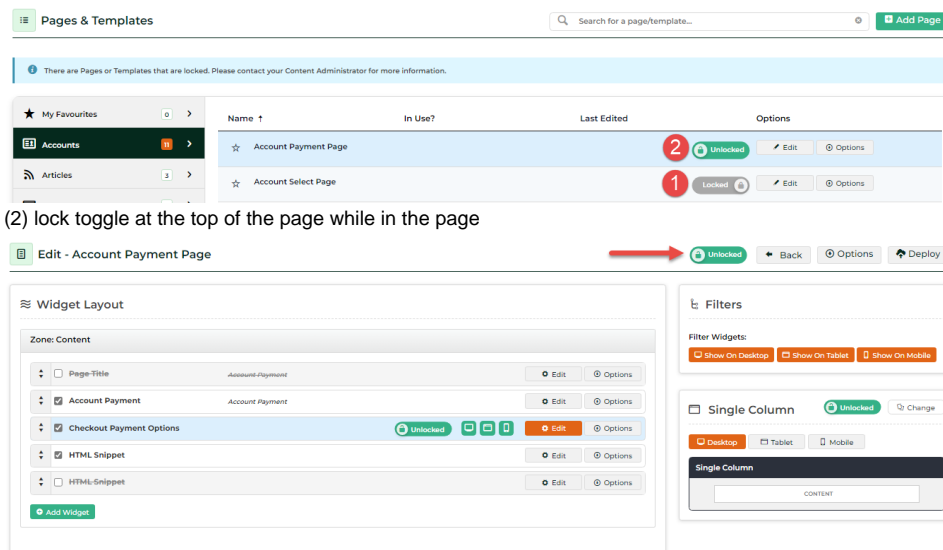 Pages & Templates
Search for a page/template...
Add Page
There are Pages or Templates that are locked. Please contact your Content Administrator for more information.
My Favourites 0
Name ↑ In Use? Last Edited Options
Accounts 11
Account Payment Page 2 Unlocked Edit Options
Articles 3
Account Select Page 1 Locked Edit Options
(2) lock toggle at the top of the page while in the page
Edit - Account Payment Page Unlocked Back Options Deploy
Widget Layout
Zone: Content
Page Title Account Payment Edit Options
Account Payment Account Payment Edit Options
Checkout Payment Options Unlocked Edit Options
HTML Snippet Edit Options
HTML Snippet Edit Options
Add Widget
Filters
Filter Widgets:
Show On Desktop Show On Tablet Show On Mobile
Single Column Unlocked Change
Desktop Tablet Mobile
Single Column
CONTENT